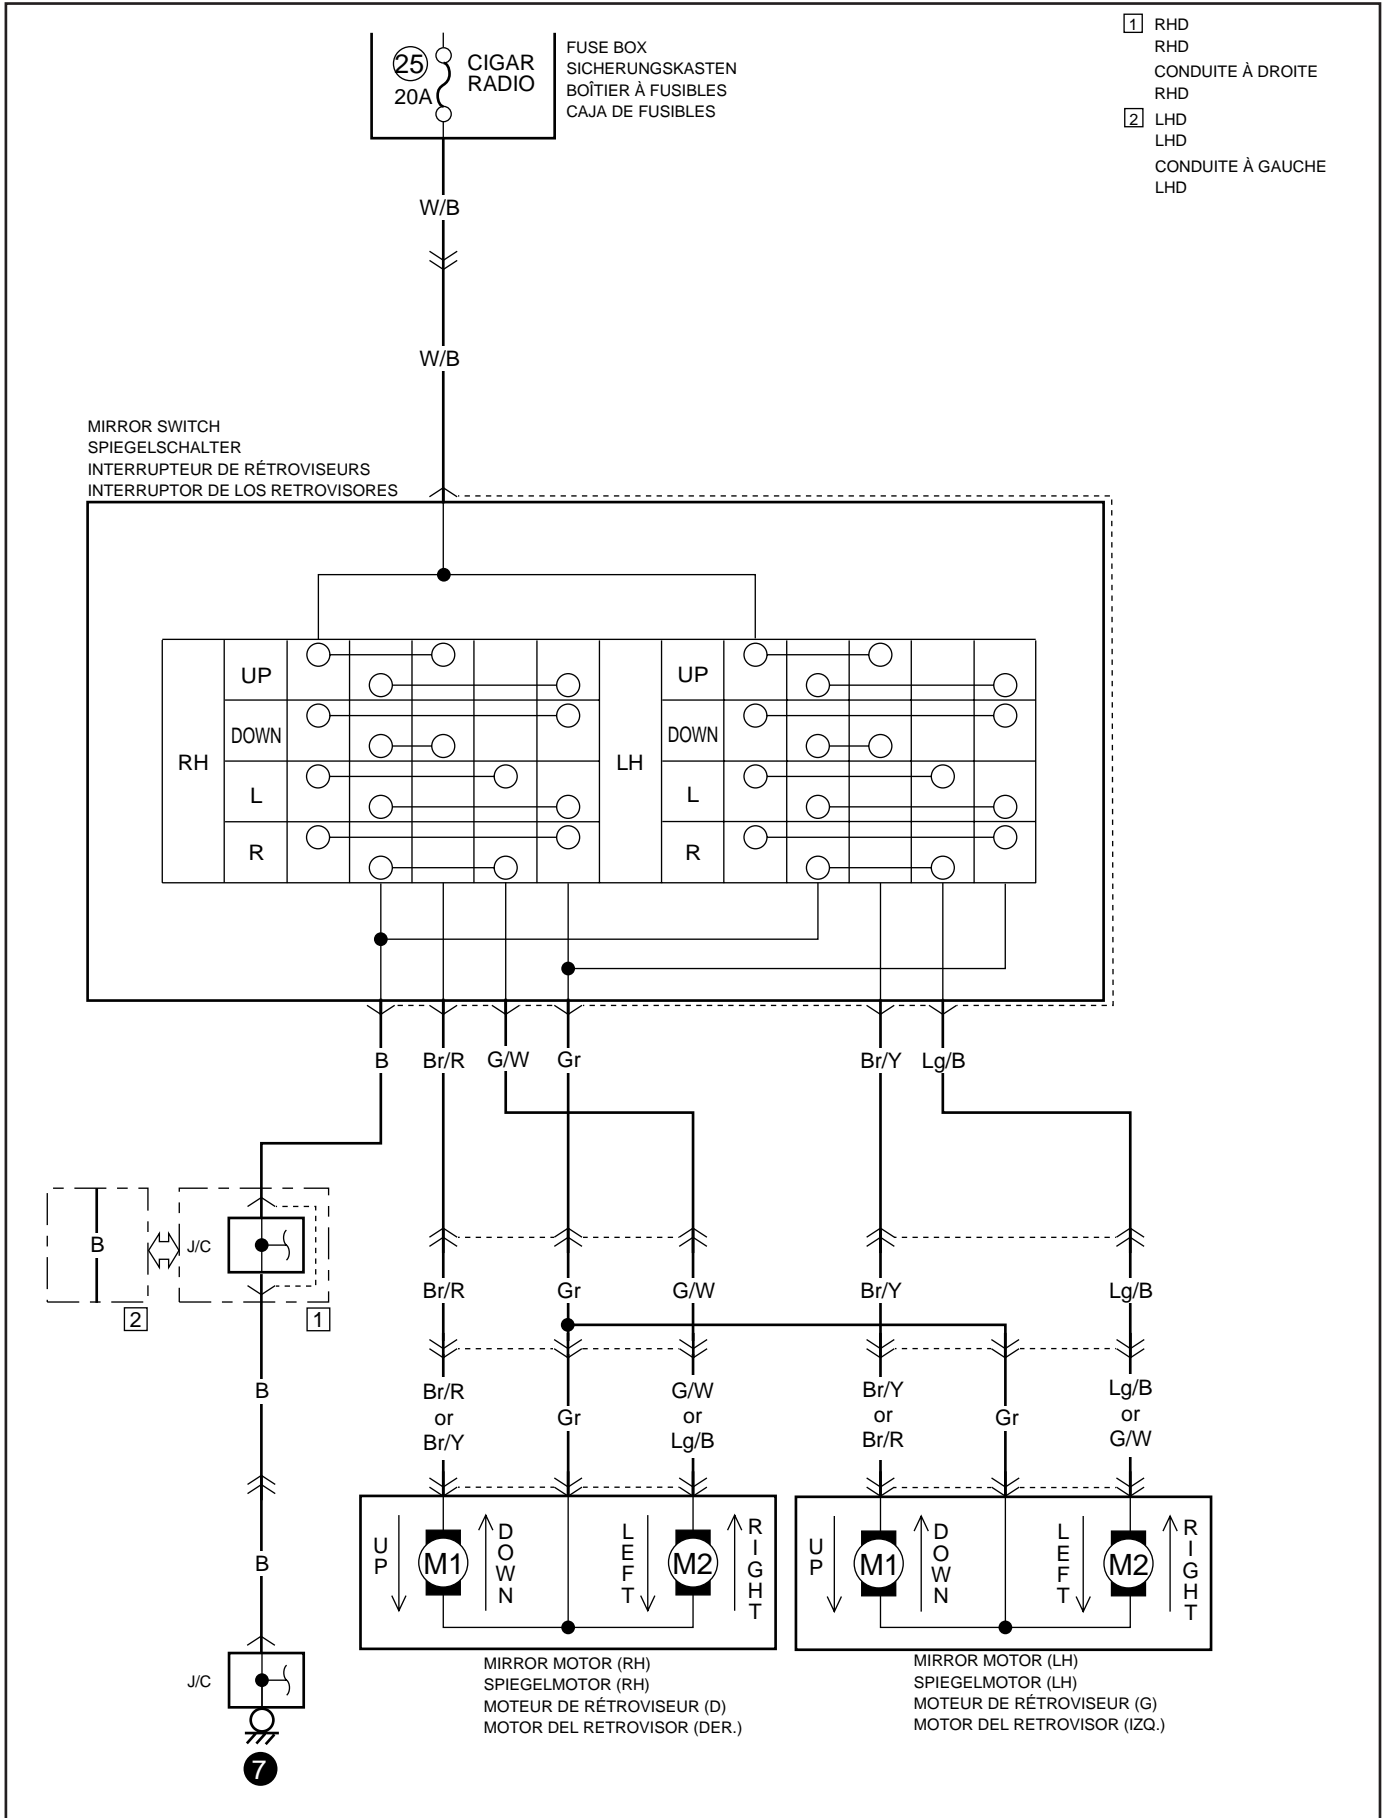 1 RHD
RHD
CONDUITE À DROITE
RHD
2 LHD
LHD
CONDUITE À GAUCHE
LHD
25
20A
CIGAR
RADIO
FUSE BOX
SICHERUNGSKASTEN
BOÎTIER À FUSIBLES
CAJA DE FUSIBLES
W/B
W/B
MIRROR SWITCH
SPIEGELSCHALTER
INTERRUPTEUR DE RÉTROVISEURS
INTERRUPTOR DE LOS RETROVISORES
RH
UP
DOWN
L
R
LH
UP
DOWN
L
R
B Br/R G/W Gr Br/Y Lg/B
B
J/C
2
1
Br/R Gr G/W Br/Y Lg/B
B
Br/R
or
Br/Y
Gr
G/W
or
Lg/B
Br/Y
or
Br/R
Gr
Lg/B
or
G/W
B
UP
M1
DOWN
LEFT
M2
RIGHT
UP
M1
DOWN
LEFT
M2
RIGHT
MIRROR MOTOR (RH)
SPIEGELMOTOR (RH)
MOTEUR DE RÉTROVISEUR (D)
MOTOR DEL RETROVISOR (DER.)
MIRROR MOTOR (LH)
SPIEGELMOTOR (LH)
MOTEUR DE RÉTROVISEUR (G)
MOTOR DEL RETROVISOR (IZQ.)
J/C
7